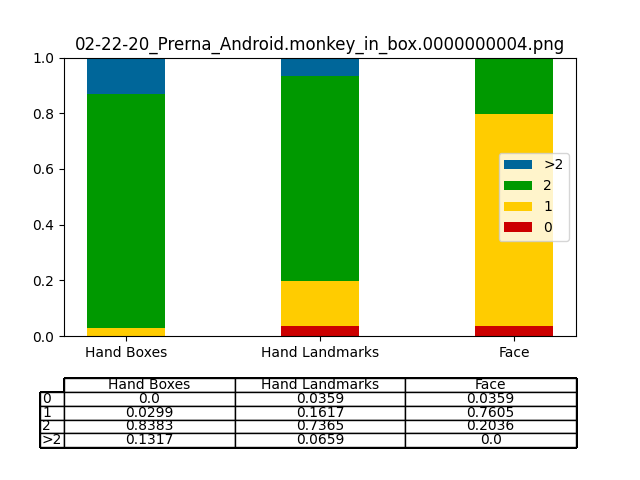 02-22-20_Prerna_Android.monkey_in_box.0000000004.png
1.0
0.8
0.6
0.4
0.2
0.0
>2
2
1
0
Hand Boxes Hand Landmarks Face
Hand Boxes Hand Landmarks Face
0 0.0 0.0359 0.0359
1 0.0299 0.1617 0.7605
2 0.8383 0.7365 0.2036
>2 0.1317 0.0659 0.0